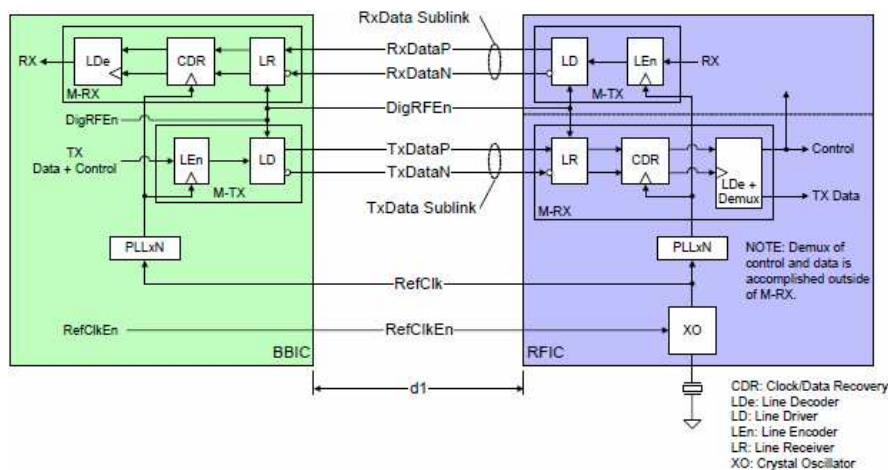 RxData Sublink
RX
LDe
CDR
LR
M-RX
RxDataP
RxDataN
LD
LEn
RX
M-TX
DigRFEn
DigRFEn
TX
Data + Control
LEn
LD
M-TX
TxDataP
TxDataN
TxData Sublink
LR
CDR
LDe +
Demux
M-RX
Control
TX Data
PLLxN
PLLxN
NOTE: Demux of
control and data is
accomplished outside
of M-RX.
RefClk
RefClkEn
RefClkEn
XO
BBIC
RFIC
d1
CDR: Clock/Data Recovery
LDe: Line Decoder
LD: Line Driver
LEn: Line Encoder
LR: Line Receiver
XO: Crystal Oscillator